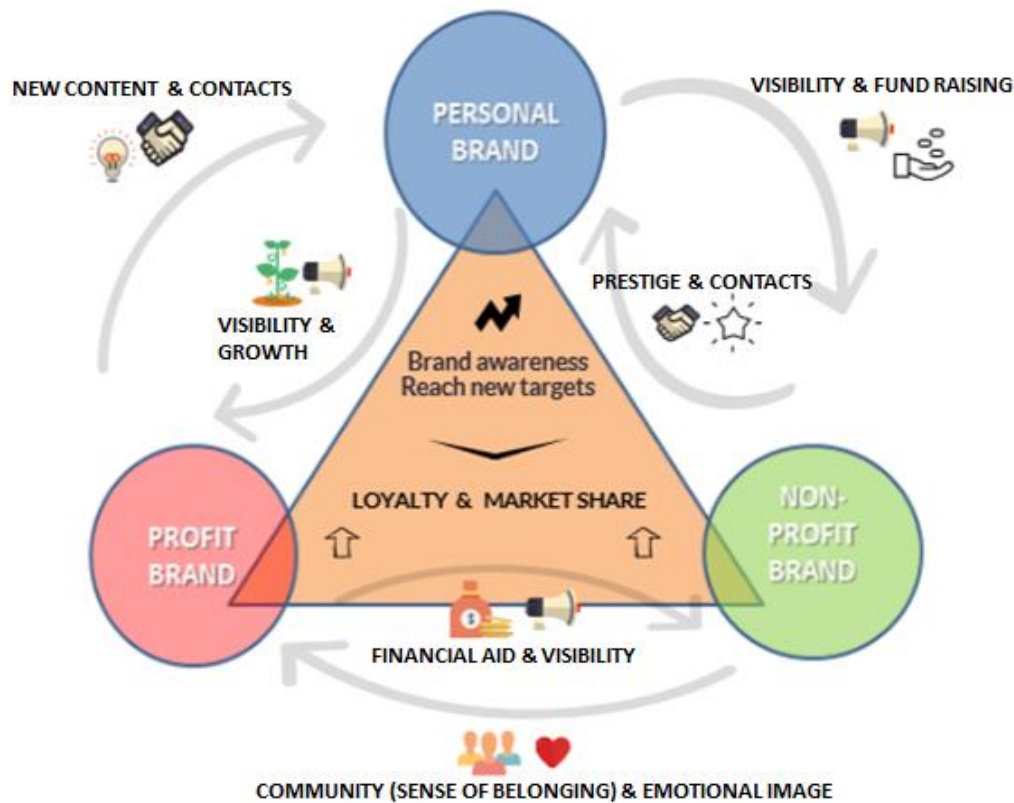 NEW CONTENT & CONTACTS
VISIBILITY & FUND RAISING
PERSONAL
BRAND
PRESTIGE & CONTACTS
VISIBILITY &
GROWTH
Brand awareness
Reach new targets
LOYALTY & MARKET SHARE
PROFIT
BRAND
NON-
PROFIT
BRAND
$
FINANCIAL AID & VISIBILITY
COMMUNITY (SENSE OF BELONGING) & EMOTIONAL IMAGE